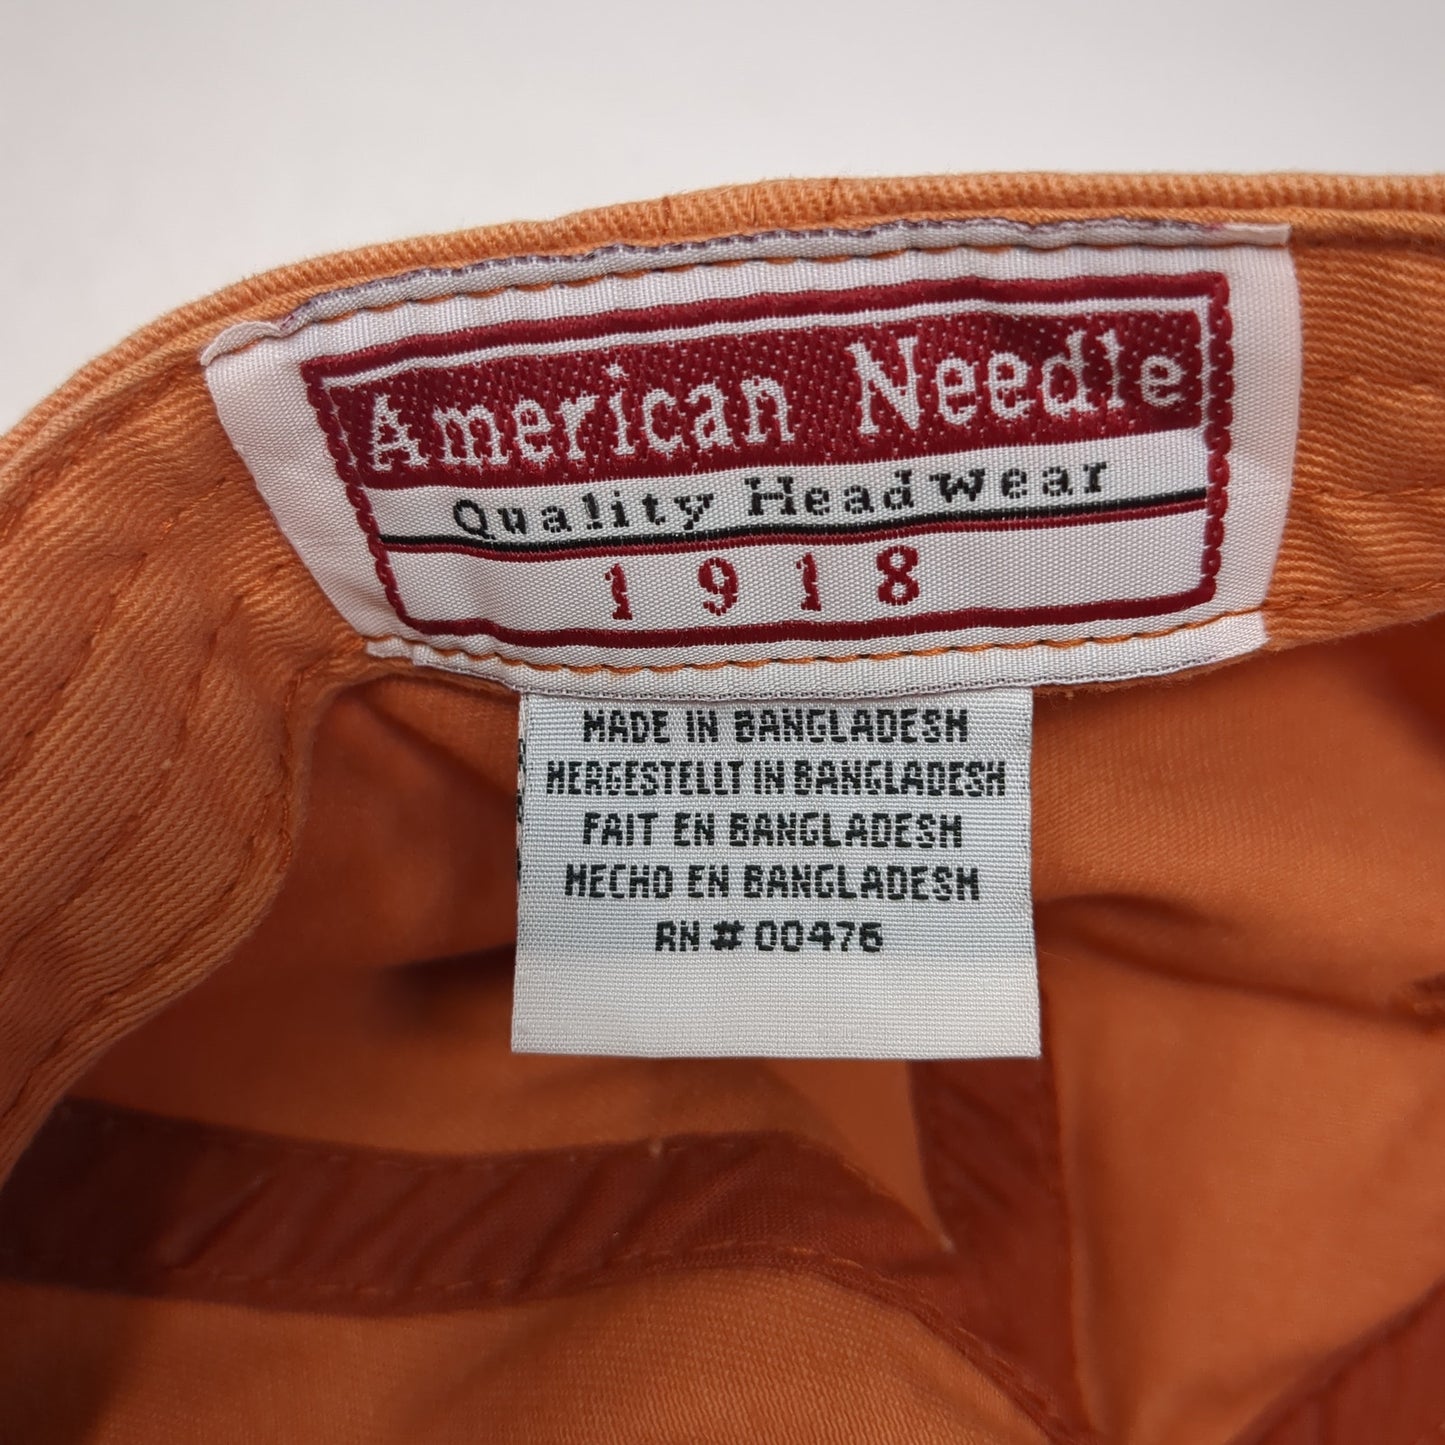 American Needle
Quality Headwear
1918
MADE IN BANGLADESH
HERGESTELLT IN BANGLADESH
FAIT EN BANGLADESH
HECHO EN BANGLADESH
RN # 00476